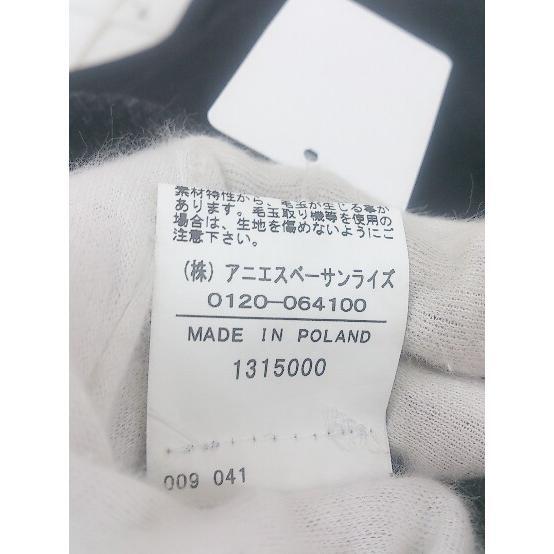 素材特性から、毛玉が生じる事が
あります。毛玉取り機等を使用の
場合は、生地を傷めないようにご
注意下さい。
(株) アニエスベーサンライズ
0120-064100
MADE IN POLAND
1315000
009 041